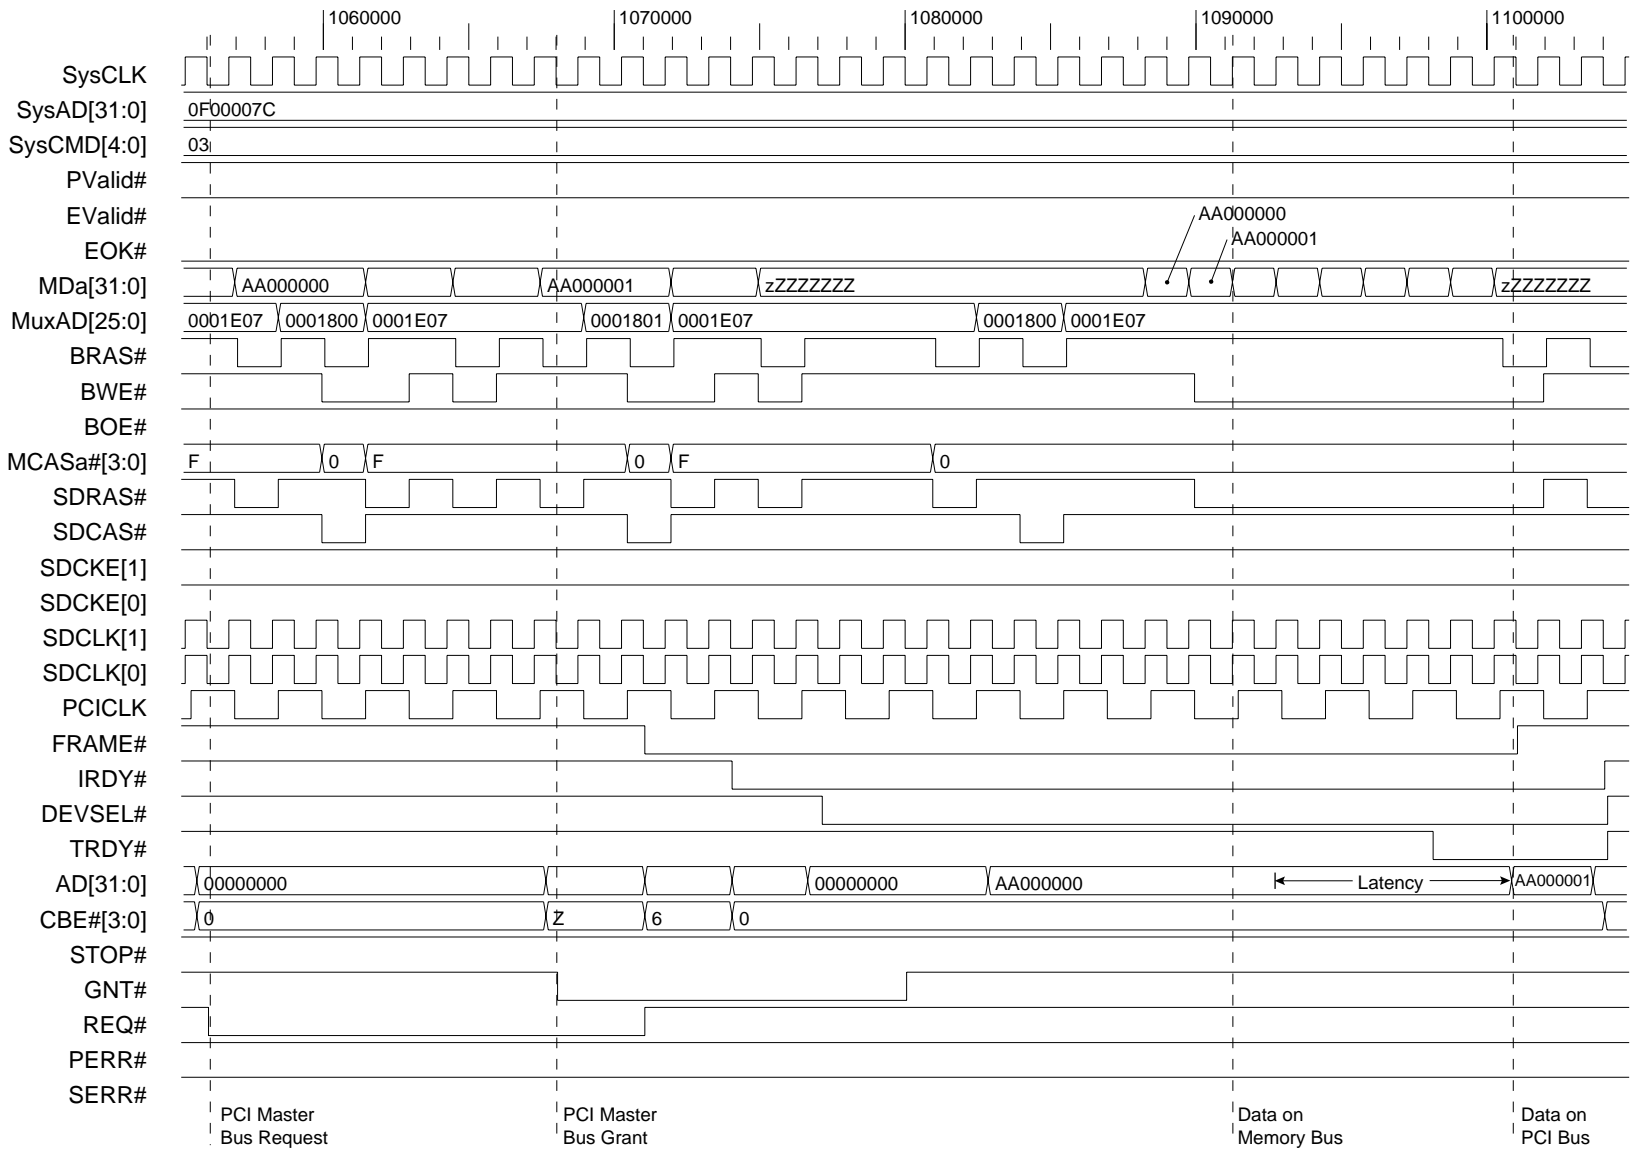 1060000 1070000 1080000 1090000 1100000
SysCLK
SysAD[31:0] 0F00007C
SysCMD[4:0] 03
PValid#
EValid# AA000000
EOK# AA000001
MDa[31:0] AA000000 AA000001 zZZZZZZZ zZZZZZZZ
MuxAD[25:0] 0001E07 0001800 0001E07 0001801 0001E07 0001800 0001E07
BRAS#
BWE#
BOE#
MCASa#[3:0] F 0 F 0 F 0
SDRAS#
SDCAS#
SDCKE[1]
SDCKE[0]
SDCLK[1]
SDCLK[0]
PCICLK
FRAME#
IRDY#
DEVSEL#
TRDY#
AD[31:0] 00000000 00000000 AA000000 Latency AA000001
CBE#[3:0] 0 Z 6 0
STOP#
GNT#
REQ#
PERR#
SERR#
PCI Master
Bus Request
PCI Master
Bus Grant
Data on
Memory Bus
Data on
PCI Bus